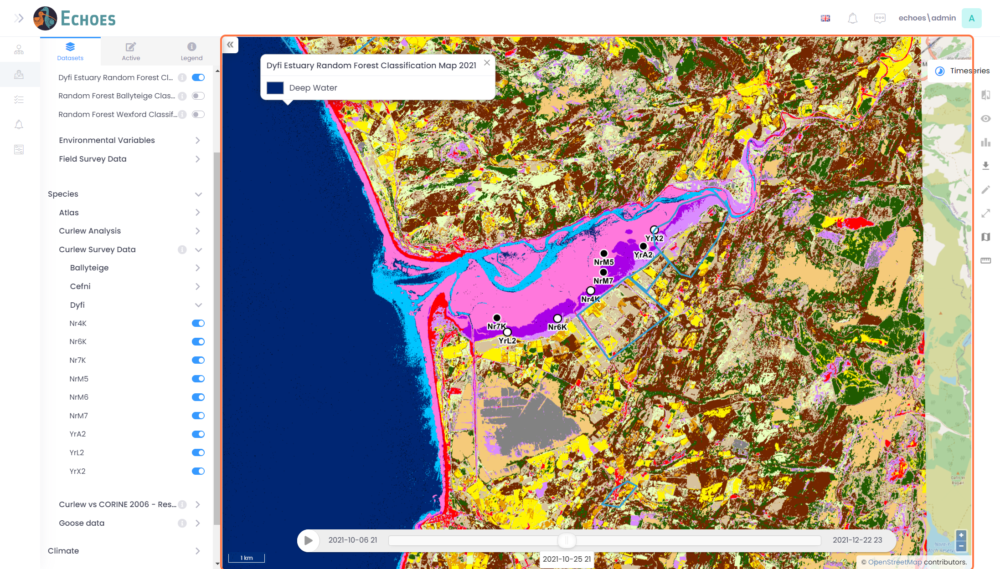 ECHOES
echoes\admin
A
Datasets
Active
Legend
Dyfi Estuary Random Forest Cl...
Random Forest Ballyteige Clas...
Random Forest Wexford Classif...
Environmental Variables
Field Survey Data
Species
Atlas
Curlew Analysis
Curlew Survey Data
Ballyteige
Cefni
Dyfi
Nr4K
Nr6K
Nr7K
NrM5
NrM6
NrM7
YrA2
YrL2
YrX2
Curlew vs CORINE 2006 - Res...
Goose data
Climate
Dyfi Estuary Random Forest Classification Map 2021
Deep Water
Timeseries
YrX2
YrA2
NrM5
NrM7
Nr4K
Nr7K
Nr6K
YrL2
Cefn Yr
Esgair
2021-10-06 21
2021-12-22 23
2021-10-25 21
1 km
+
−
© OpenStreetMap contributors.